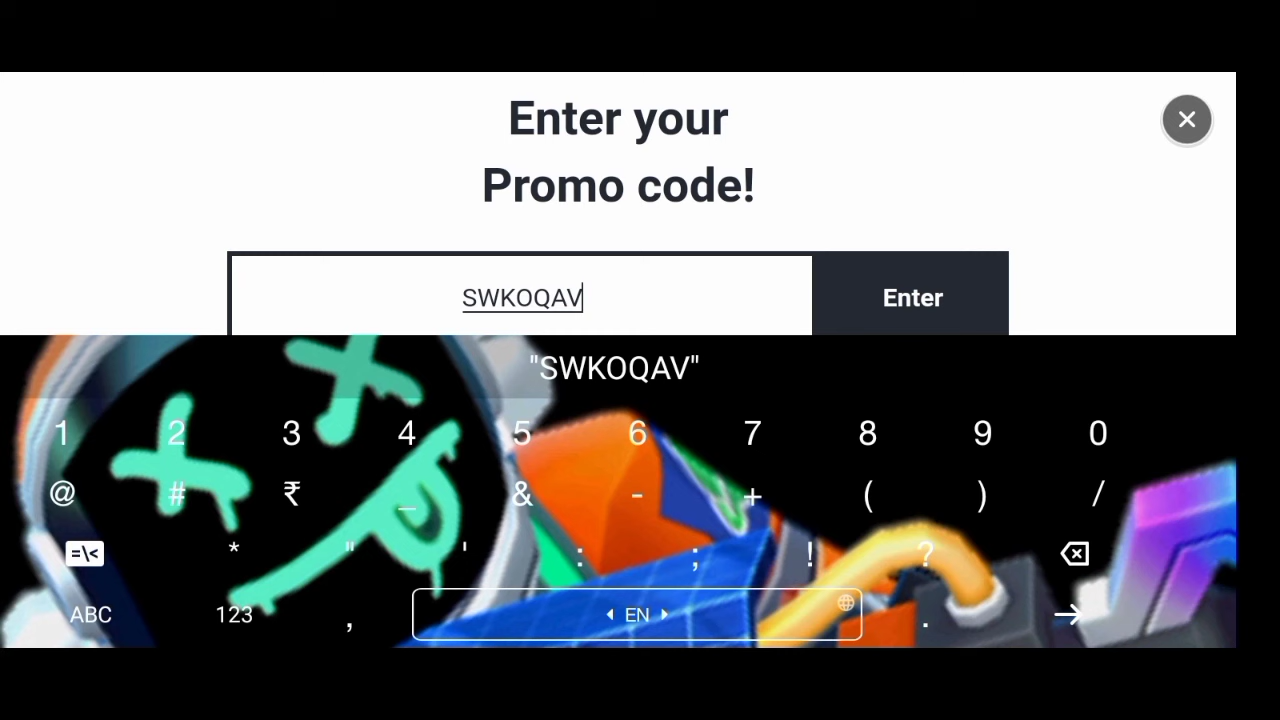 Enter your
Promo code!
SWKOQAV
Enter
"SWKOQAV"
1 2 3 4 5 6 7 8 9 0
@ # ₹ _ & - + ( ) /
=\< * " ' : ; ! ?
ABC 123 , EN .